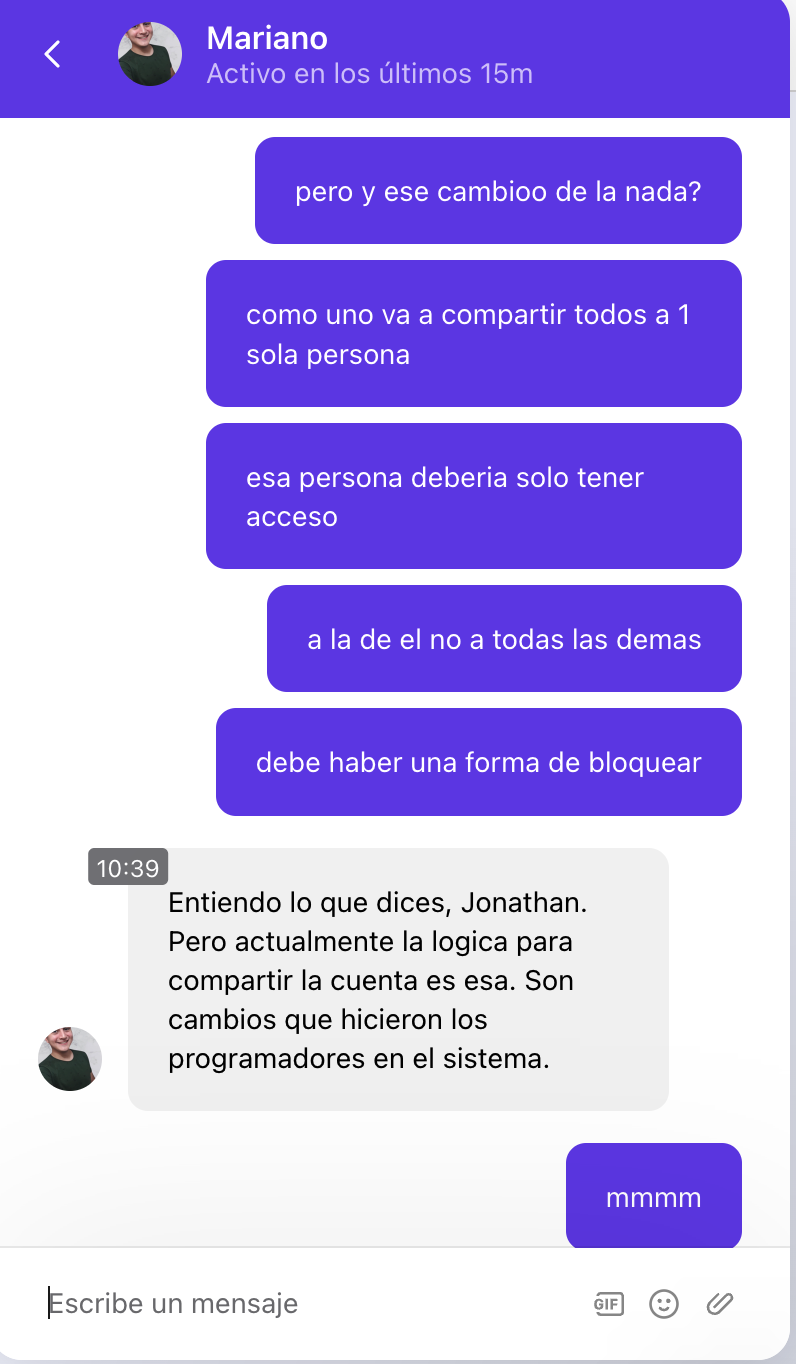 Mariano
Activo en los últimos 15m
pero y ese cambioo de la nada?
como uno va a compartir todos a 1
sola persona
esa persona deberia solo tener
acceso
a la de el no a todas las demas
debe haber una forma de bloquear
10:39
Entiendo lo que dices, Jonathan.
Pero actualmente la logica para
compartir la cuenta es esa. Son
cambios que hicieron los
programadores en el sistema.
mmmm
Escribe un mensaje
GIF